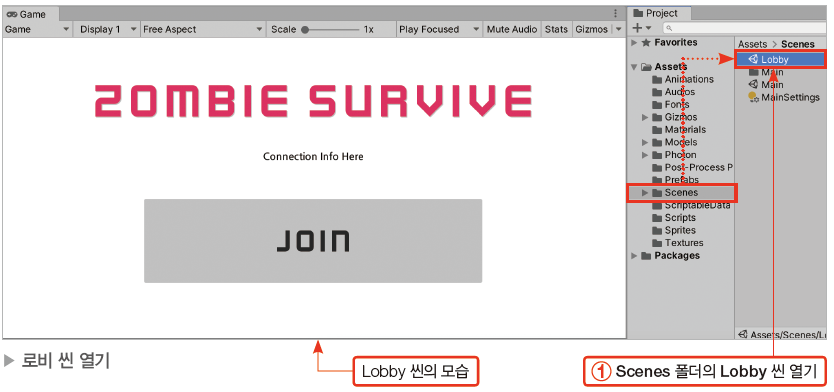 Game
Game Display 1 Free Aspect Scale 1x Play Focused Mute Audio Stats Gizmos
ZOMBIE SURVIVE
Connection Info Here
JOIN
Project
Favorites
Assets
Animations
Audios
Fonts
Gizmos
Materials
Models
Photon
Post-Process P
Prefabs
Scenes
ScriptableData
Scripts
Sprites
Textures
Packages
Assets > Scenes
Lobby
Main
Main
MainSettings
Assets/Scenes/Lo
▶ 로비 씬 열기
Lobby 씬의 모습
① Scenes 폴더의 Lobby 씬 열기